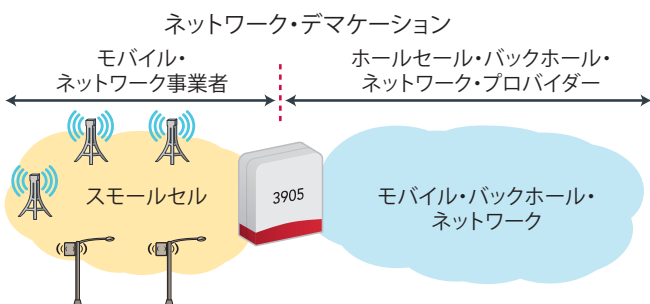 ネットワーク・デマケーション
モバイル・
ネットワーク事業者
ホールセール・バックホール・
ネットワーク・プロバイダー
スモールセル
3905
モバイル・バックホール・
ネットワーク